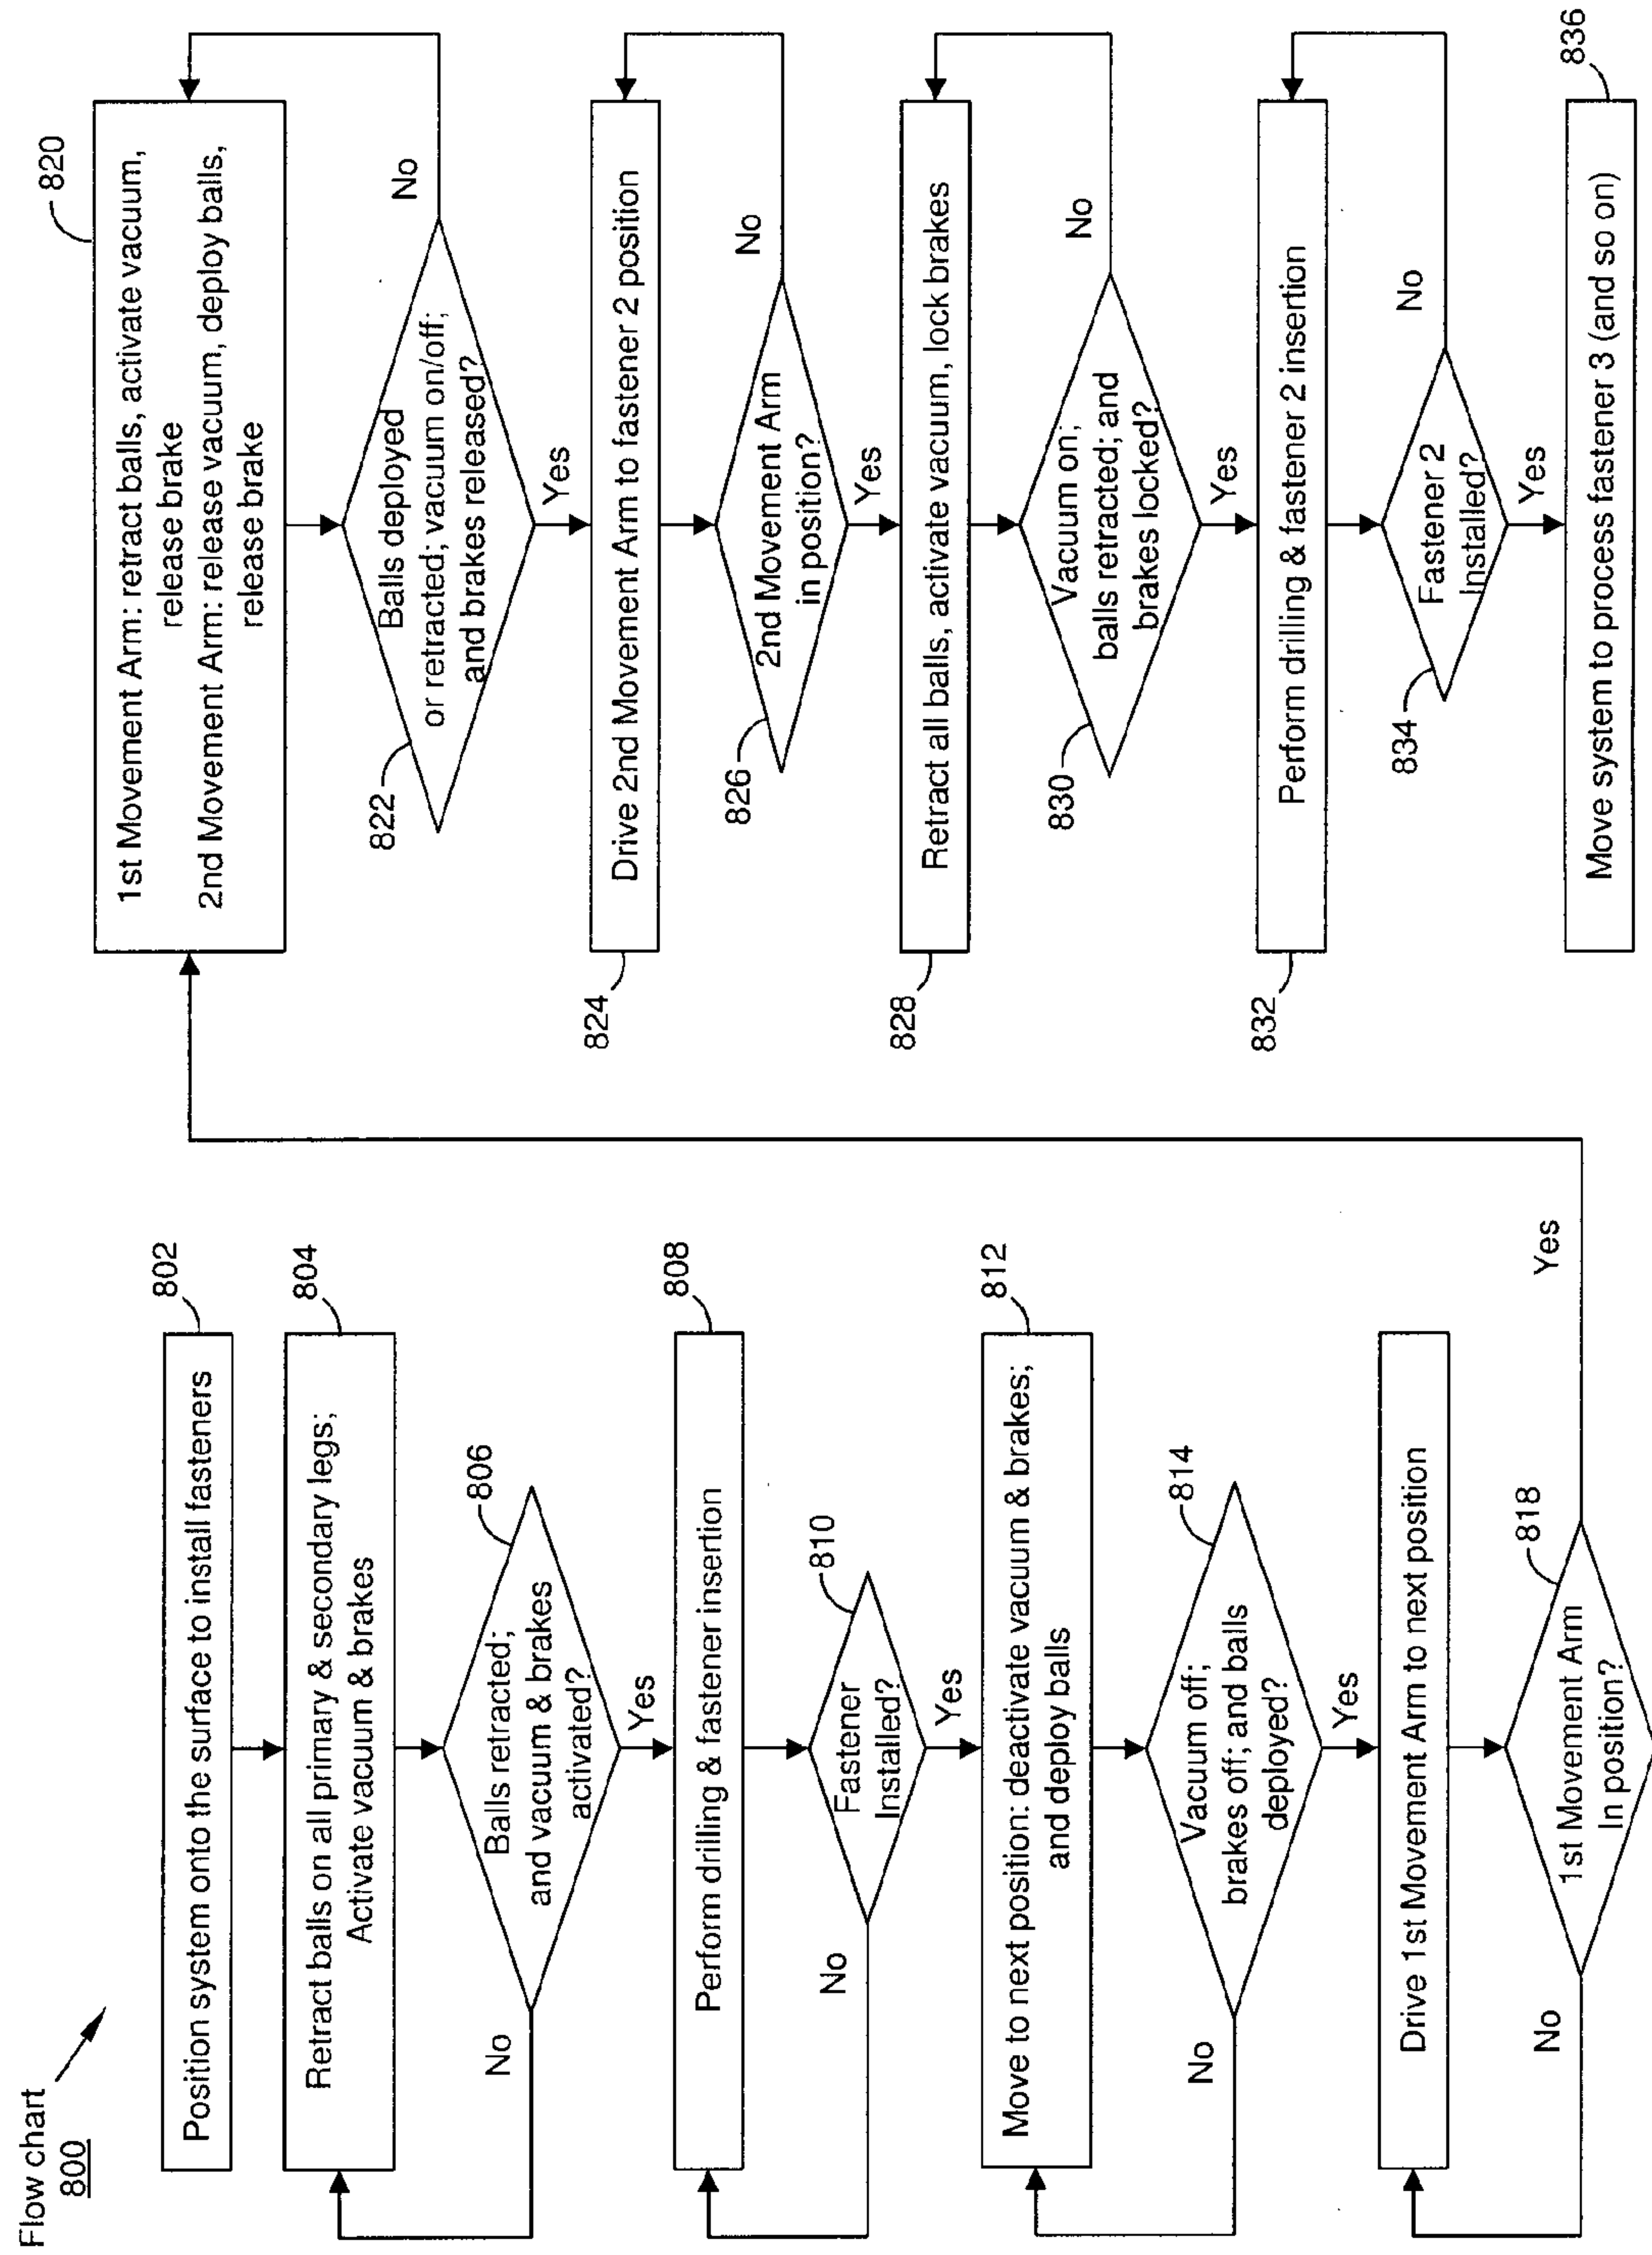 Flow chart
800
802
Position system onto the surface to install fasteners
804
Retract balls on all primary & secondary legs;
Activate vacuum & brakes
806
Balls retracted;
and vacuum & brakes
activated?
No
Yes
808
Perform drilling & fastener insertion
810
Fastener
Installed?
No
Yes
812
Move to next position: deactivate vacuum & brakes;
and deploy balls
814
Vacuum off;
brakes off; and balls
deployed?
No
Yes
Drive 1st Movement Arm to next position
818
1st Movement Arm
In position?
No
Yes
820
1st Movement Arm: retract balls, activate vacuum,
release brake
2nd Movement Arm: release vacuum, deploy balls,
release brake
822
Balls deployed
or retracted; vacuum on/off;
and brakes released?
No
Yes
824
Drive 2nd Movement Arm to fastener 2 position
826
2nd Movement Arm
in position?
No
Yes
828
Retract all balls, activate vacuum, lock brakes
830
Vacuum on;
balls retracted; and
brakes locked?
No
Yes
832
Perform drilling & fastener 2 insertion
834
Fastener 2
Installed?
No
Yes
836
Move system to process fastener 3 (and so on)